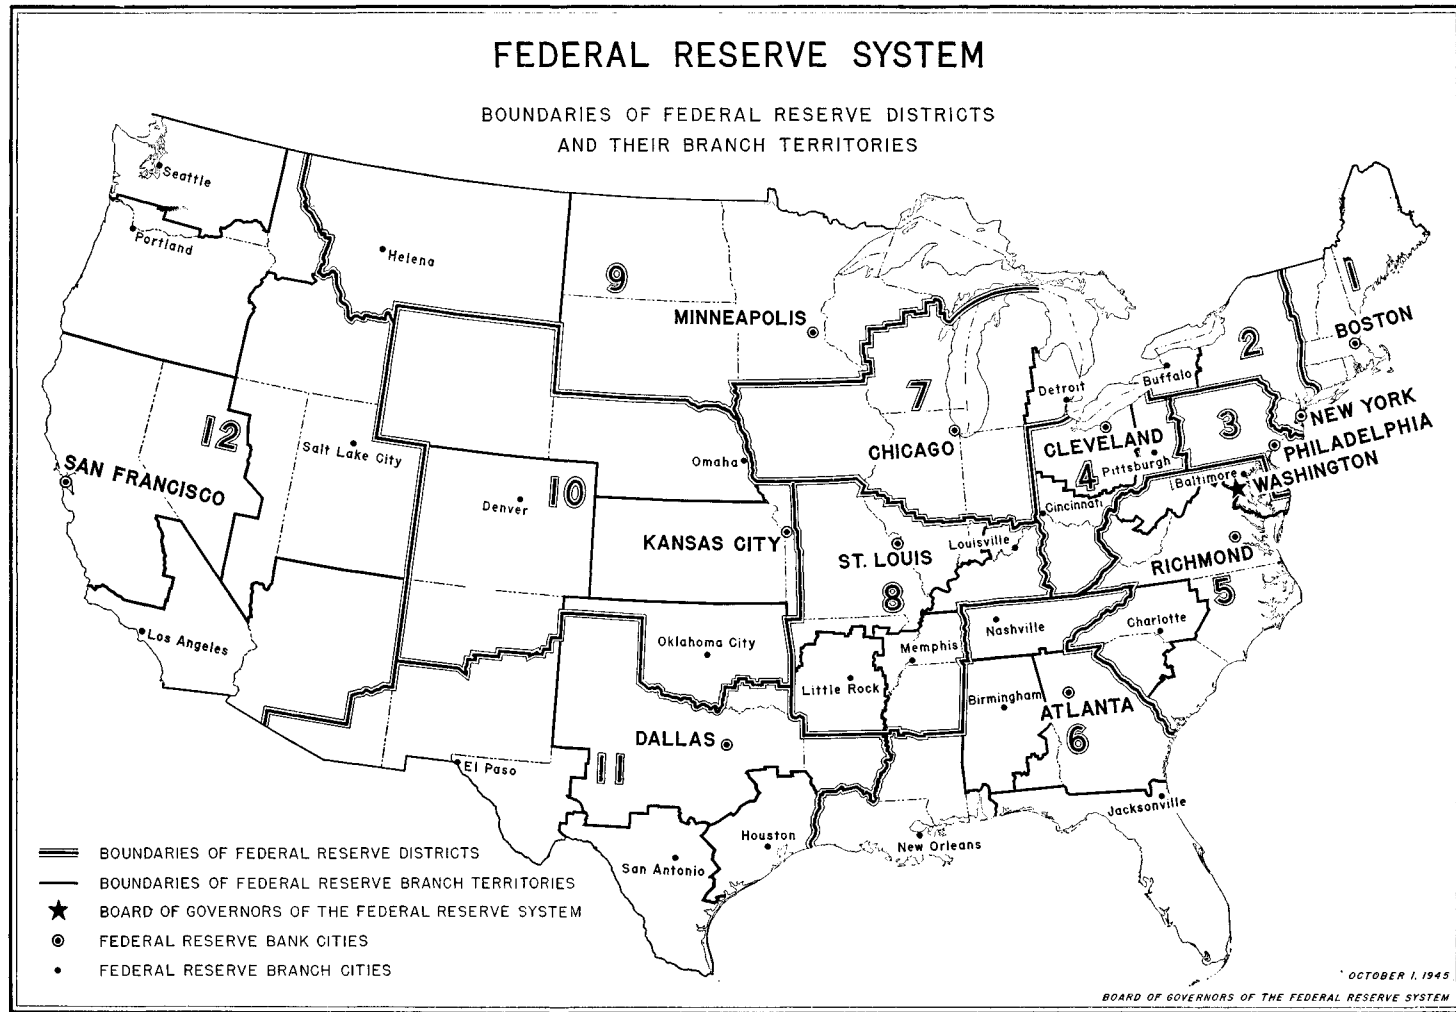 FEDERAL RESERVE SYSTEM
BOUNDARIES OF FEDERAL RESERVE DISTRICTS
AND THEIR BRANCH TERRITORIES
Seattle
Portland
Helena
9
MINNEAPOLIS
1
BOSTON
2
Buffalo
Detroit
7
CHICAGO
CLEVELAND
4
Pittsburgh
3
NEW YORK
PHILADELPHIA
WASHINGTON
Baltimore
Cincinnati
12
SAN FRANCISCO
Salt Lake City
Omaha
Denver
10
KANSAS CITY
ST. LOUIS
8
Louisville
RICHMOND
5
Los Angeles
Oklahoma City
Nashville
Charlotte
Memphis
Little Rock
Birmingham
ATLANTA
6
DALLAS
11
El Paso
Jacksonville
Houston
New Orleans
San Antonio
BOUNDARIES OF FEDERAL RESERVE DISTRICTS
BOUNDARIES OF FEDERAL RESERVE BRANCH TERRITORIES
BOARD OF GOVERNORS OF THE FEDERAL RESERVE SYSTEM
FEDERAL RESERVE BANK CITIES
FEDERAL RESERVE BRANCH CITIES
OCTOBER 1, 1945
BOARD OF GOVERNORS OF THE FEDERAL RESERVE SYSTEM